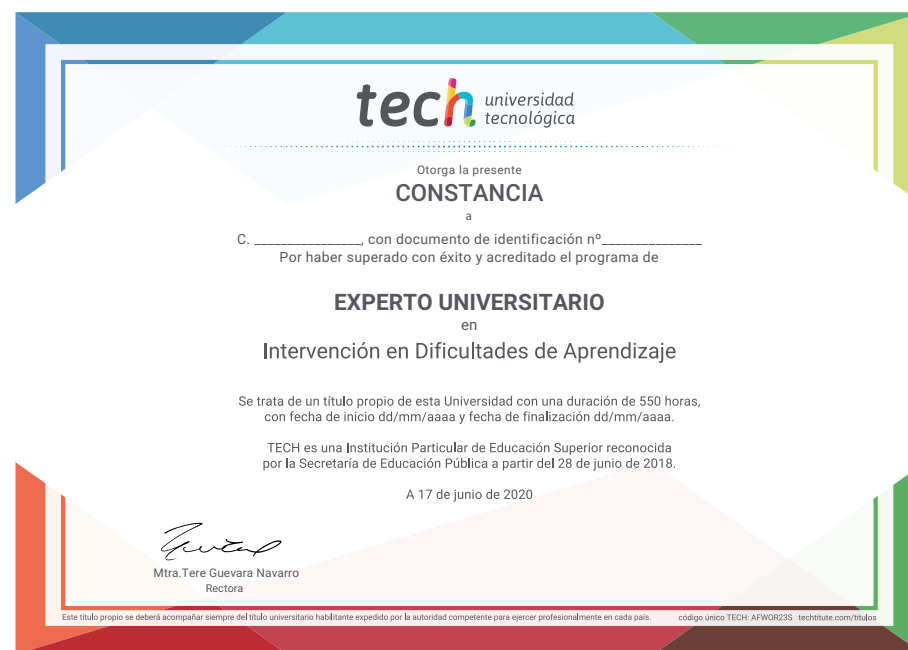 tech universidad
tecnológica
Otorga la presente
CONSTANCIA
a
C. ________________, con documento de identificación nº_______________
Por haber superado con éxito y acreditado el programa de
EXPERTO UNIVERSITARIO
en
Intervención en Dificultades de Aprendizaje
Se trata de un título propio de esta Universidad con una duración de 550 horas,
con fecha de inicio dd/mm/aaaa y fecha de finalización dd/mm/aaaa.
TECH es una Institución Particular de Educación Superior reconocida
por la Secretaría de Educación Pública a partir del 28 de junio de 2018.
A 17 de junio de 2020
Mtra.Tere Guevara Navarro
Rectora
Este título propio se deberá acompañar siempre del título universitario habilitante expedido por la autoridad competente para ejercer profesionalmente en cada país. código único TECH: AFWOR23S techtitute.com/titulos